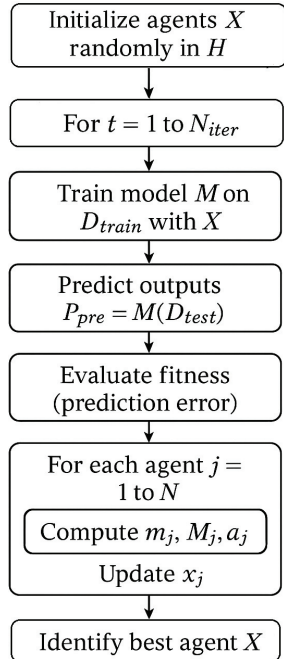 Initialize agents X
randomly in H
For t = 1 to N_iter
Train model M on
D_train with X
Predict outputs
P_pre = M(D_test)
Evaluate fitness
(prediction error)
For each agent j =
1 to N
Compute m_j, M_j, a_j
Update x_j
Identify best agent X